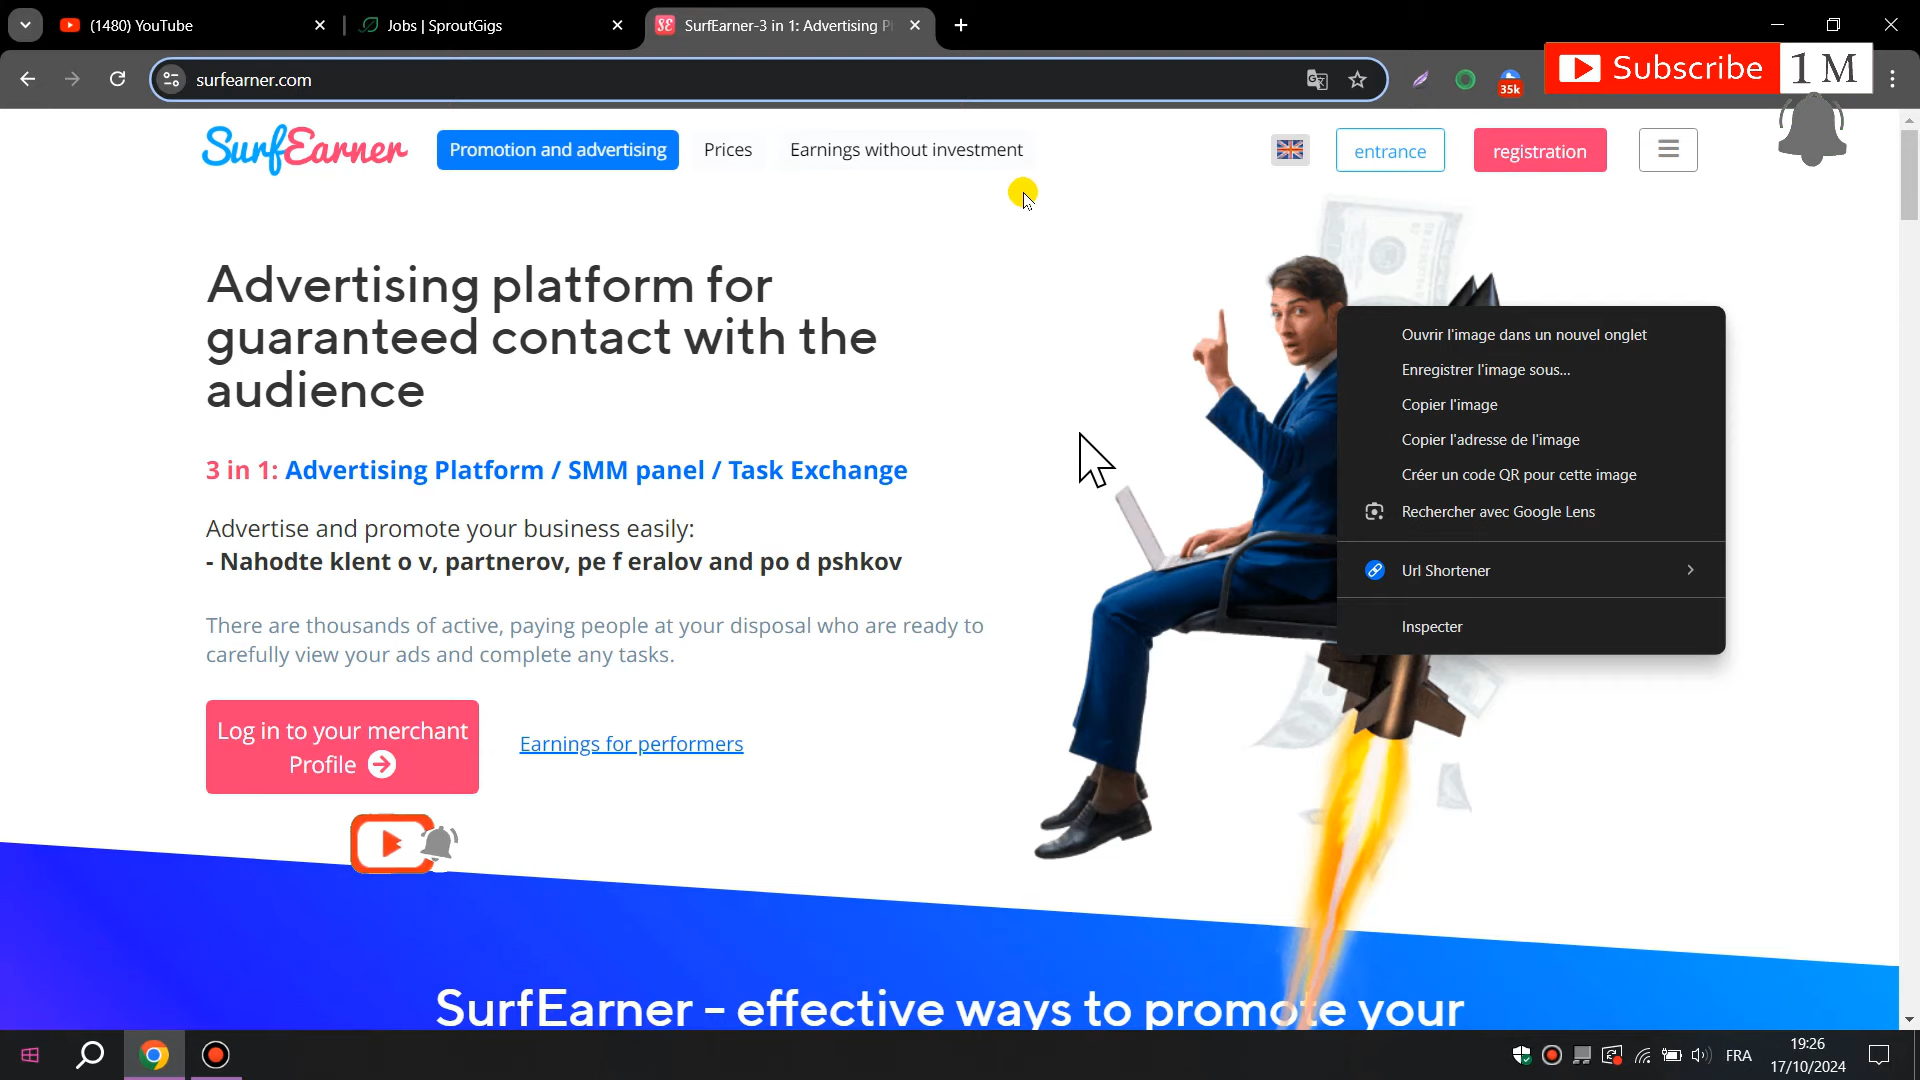 (1480) YouTube
Jobs | SproutGigs
SurfEarner-3 in 1: Advertising Pl
surfearner.com
35k
Subscribe 1 M
SurfEarner
Promotion and advertising
Prices
Earnings without investment
entrance
registration
Advertising platform for
guaranteed contact with the
audience
3 in 1: Advertising Platform / SMM panel / Task Exchange
Advertise and promote your business easily:
- Nahodte klent o v, partnerov, pe f eralov and po d pshkov
There are thousands of active, paying people at your disposal who are ready to
carefully view your ads and complete any tasks.
Log in to your merchant
Profile
Earnings for performers
Ouvrir l'image dans un nouvel onglet
Enregistrer l'image sous...
Copier l'image
Copier l'adresse de l'image
Créer un code QR pour cette image
Rechercher avec Google Lens
Url Shortener
Inspecter
SurfEarner - effective ways to promote your
FRA
19:26
17/10/2024